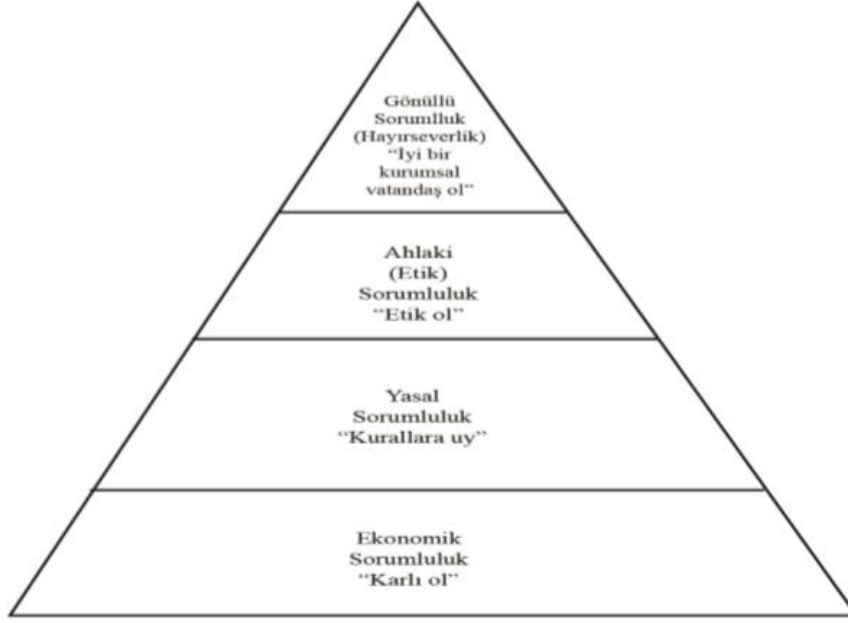 Gönüllü
Sorumlluk
(Hayırseverlik)
“İyi bir
kurumsal
vatandaş ol”
Ahlaki
(Etik)
Sorumluluk
“Etik ol”
Yasal
Sorumluluk
“Kurallara uy”
Ekonomik
Sorumluluk
“Karlı ol”